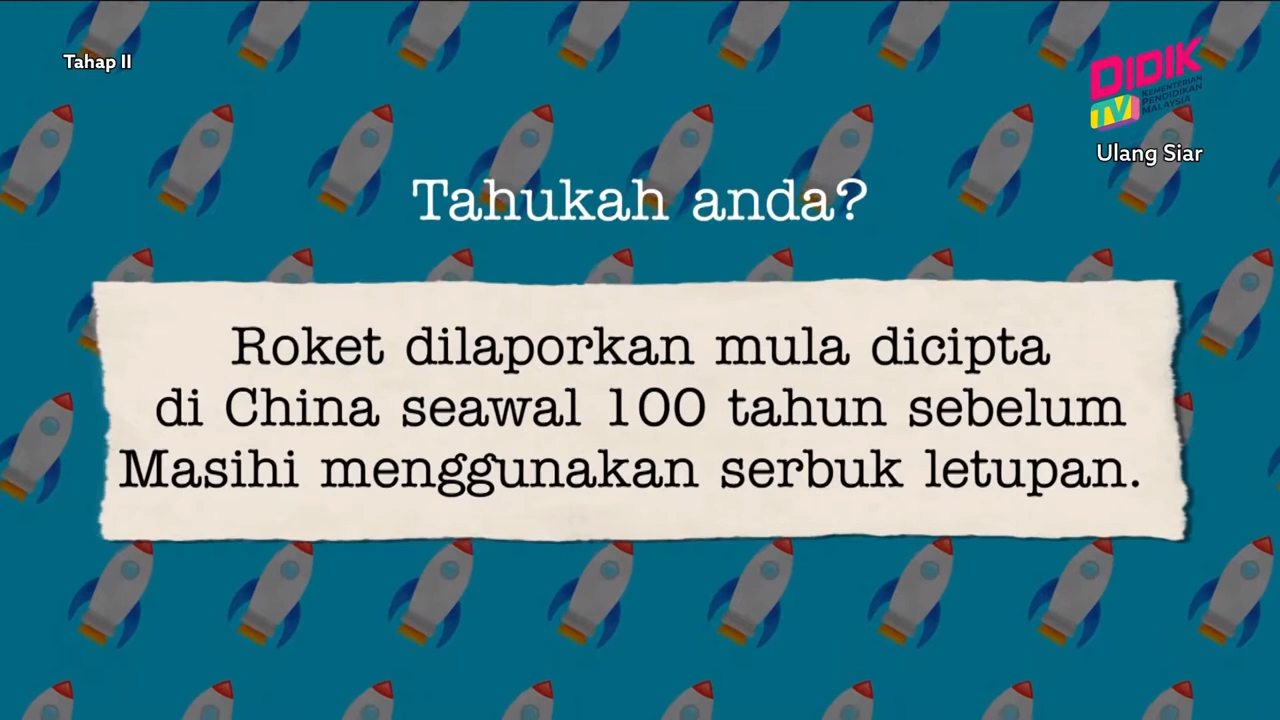 Tahap II
DIDIK
TV
KEMENTERIAN
PENDIDIKAN
MALAYSIA
Ulang Siar
Tahukah anda?
Roket dilaporkan mula dicipta
di China seawal 100 tahun sebelum
Masihi menggunakan serbuk letupan.